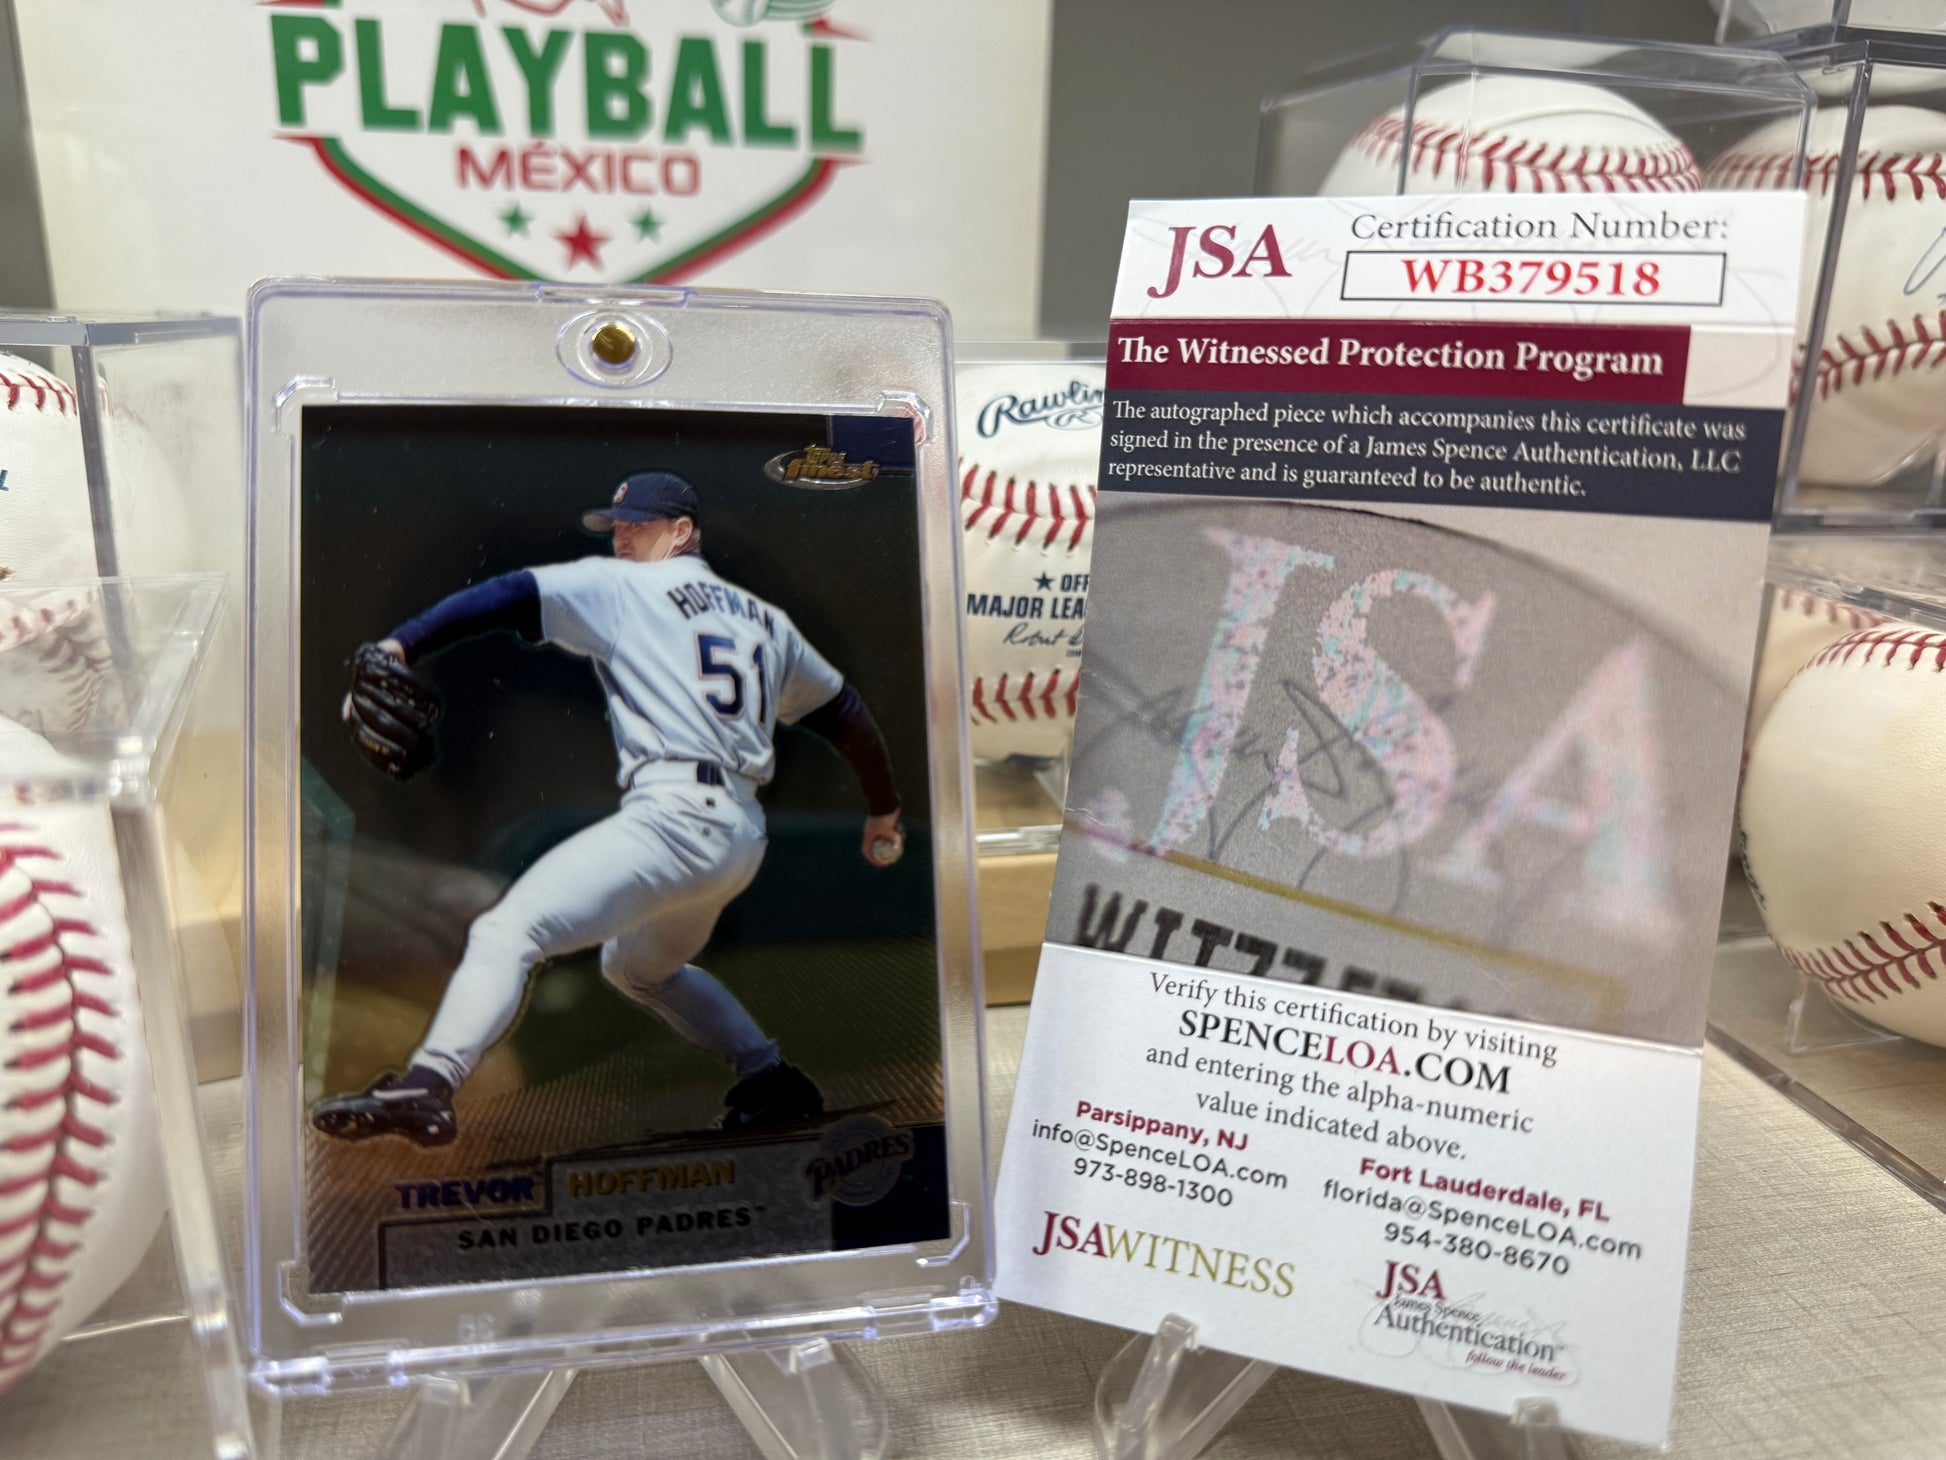 PLAYBALL
MÉXICO
Topps
finest
HOFFMAN
51
TREVOR HOFFMAN
SAN DIEGO PADRES™
PADRES
Rawlin
★ OFF
MAJOR LEA
JSA
Certification Number:
WB379518
The Witnessed Protection Program
The autographed piece which accompanies this certificate was
signed in the presence of a James Spence Authentication, LLC
representative and is guaranteed to be authentic.
JSA
Verify this certification by visiting
SPENCELOA.COM
and entering the alpha-numeric
value indicated above.
Parsippany, NJ
info@SpenceLOA.com
973-898-1300
Fort Lauderdale, FL
florida@SpenceLOA.com
954-380-8670
JSAWITNESS
JSA
James Spence
Authentication
follow the leader